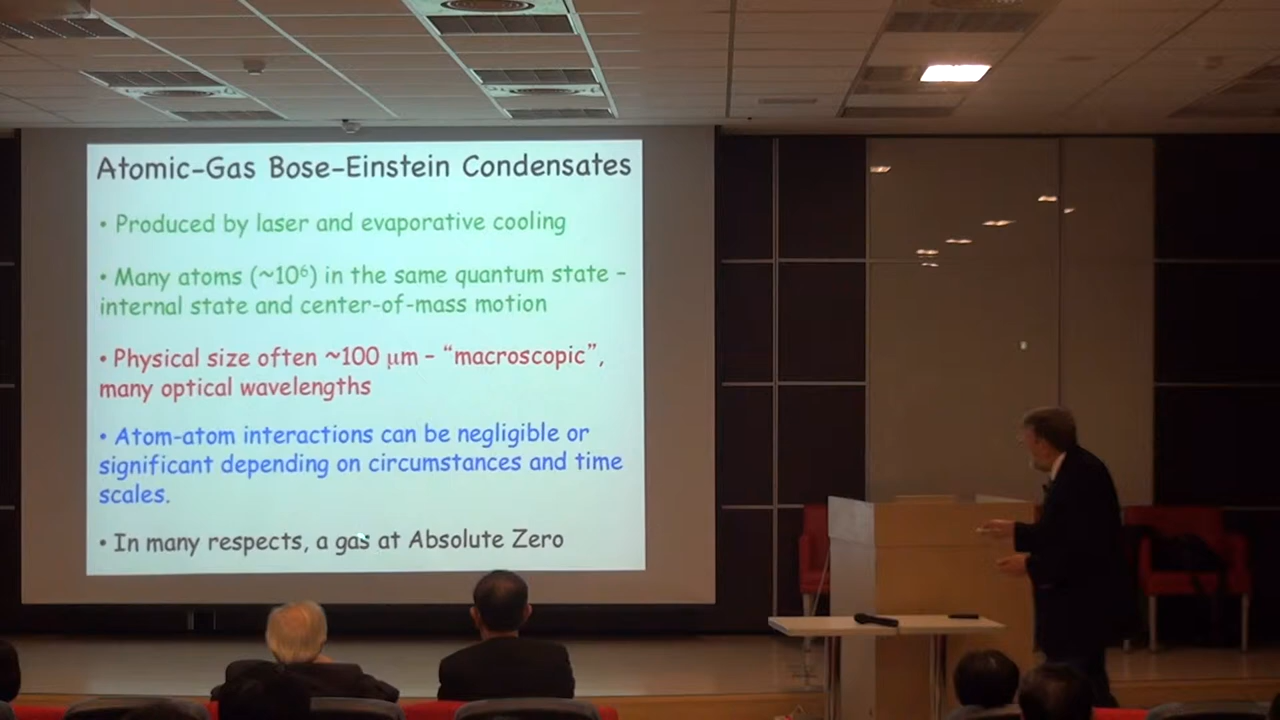 Atomic-Gas Bose-Einstein Condensates
• Produced by laser and evaporative cooling
• Many atoms (~10⁶) in the same quantum state –
internal state and center-of-mass motion
• Physical size often ~100 µm – “macroscopic”,
many optical wavelengths
• Atom-atom interactions can be negligible or
significant depending on circumstances and time
scales.
• In many respects, a gas at Absolute Zero